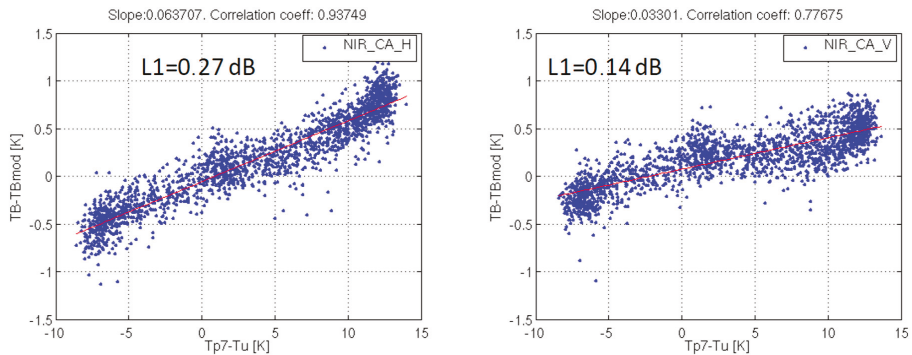 Slope:0.063707. Correlation coeff: 0.93749
1.5
1
0.5
0
-0.5
-1
-1.5
TB-TBmod [K]
NIR_CA_H
L1=0.27 dB
-10
-5
0
5
10
15
Tp7-Tu [K]
Slope:0.03301. Correlation coeff: 0.77675
1.5
1
0.5
0
-0.5
-1
-1.5
TB-TBmod [K]
NIR_CA_V
L1=0.14 dB
-10
-5
0
5
10
15
Tp7-Tu [K]